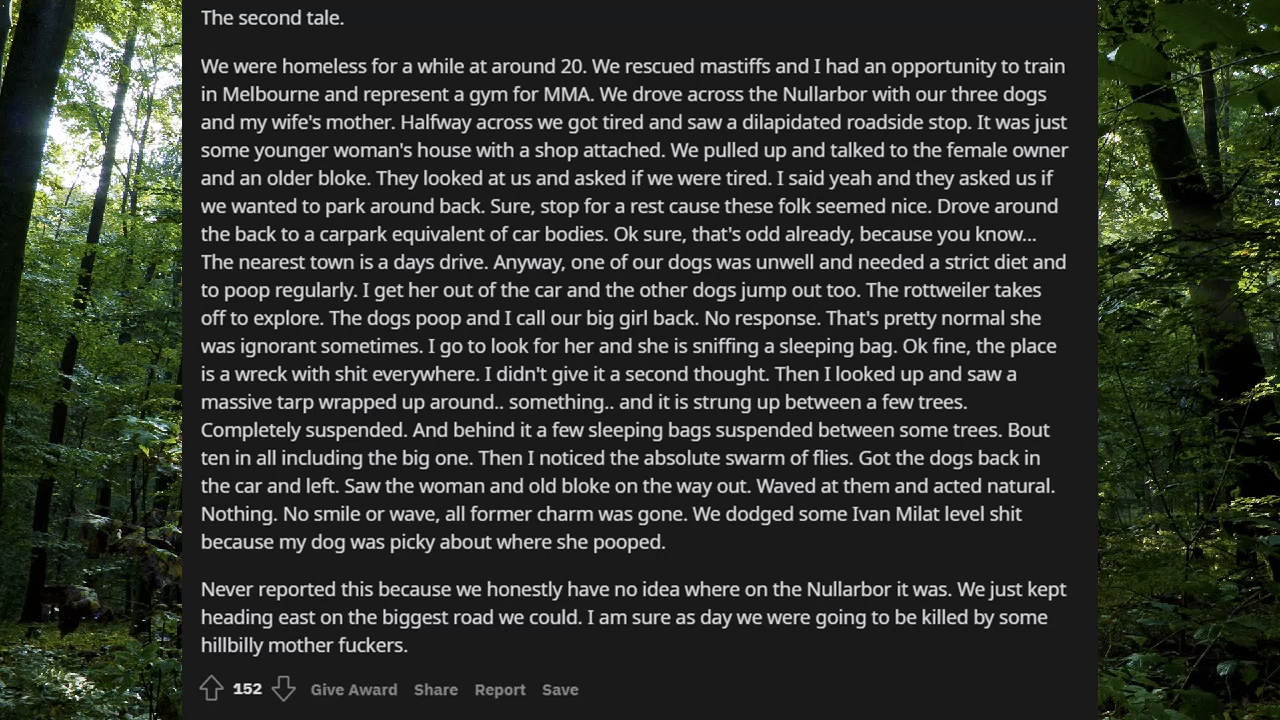 The second tale.
We were homeless for a while at around 20. We rescued mastiffs and I had an opportunity to train
in Melbourne and represent a gym for MMA. We drove across the Nullarbor with our three dogs
and my wife's mother. Halfway across we got tired and saw a dilapidated roadside stop. It was just
some younger woman's house with a shop attached. We pulled up and talked to the female owner
and an older bloke. They looked at us and asked if we were tired. I said yeah and they asked us if
we wanted to park around back. Sure, stop for a rest cause these folk seemed nice. Drove around
the back to a carpark equivalent of car bodies. Ok sure, that's odd already, because you know...
The nearest town is a days drive. Anyway, one of our dogs was unwell and needed a strict diet and
to poop regularly. I get her out of the car and the other dogs jump out too. The rottweiler takes
off to explore. The dogs poop and I call our big girl back. No response. That's pretty normal she
was ignorant sometimes. I go to look for her and she is sniffing a sleeping bag. Ok fine, the place
is a wreck with shit everywhere. I didn't give it a second thought. Then I looked up and saw a
massive tarp wrapped up around.. something.. and it is strung up between a few trees.
Completely suspended. And behind it a few sleeping bags suspended between some trees. Bout
ten in all including the big one. Then I noticed the absolute swarm of flies. Got the dogs back in
the car and left. Saw the woman and old bloke on the way out. Waved at them and acted natural.
Nothing. No smile or wave, all former charm was gone. We dodged some Ivan Milat level shit
because my dog was picky about where she pooped.
Never reported this because we honestly have no idea where on the Nullarbor it was. We just kept
heading east on the biggest road we could. I am sure as day we were going to be killed by some
hillbilly mother fuckers.
152 Give Award Share Report Save